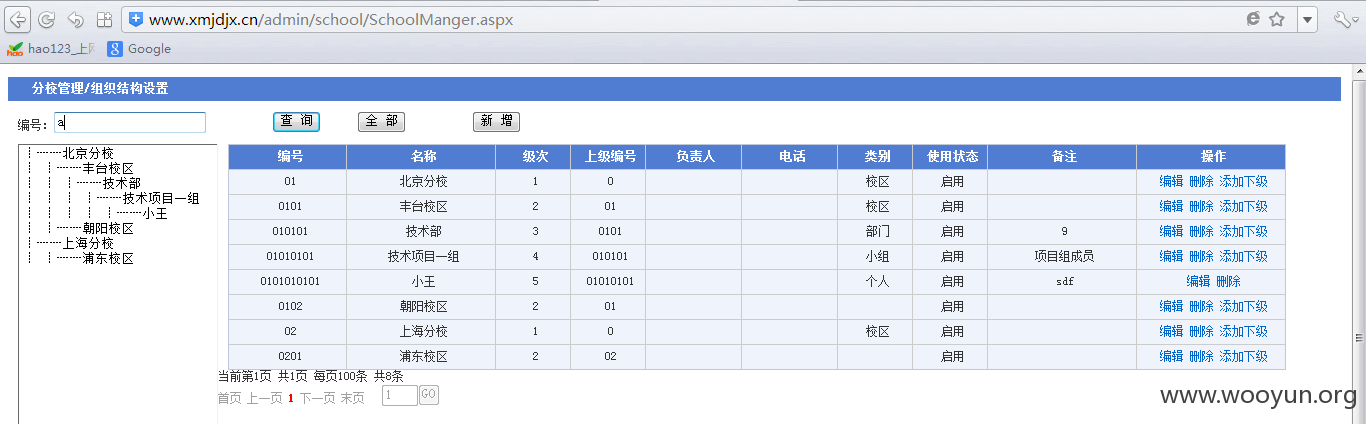 www.xmjdjx.cn/admin/school/SchoolManger.aspx
hao123_上网 Google
分校管理/组织结构设置
编号: a 查 询 全 部 新 增
北京分校
丰台校区
技术部
技术项目一组
小王
朝阳校区
上海分校
浦东校区
编号 名称 级次 上级编号 负责人 电话 类别 使用状态 备注 操作
01 北京分校 1 0 校区 启用 编辑 删除 添加下级
0101 丰台校区 2 01 校区 启用 编辑 删除 添加下级
010101 技术部 3 0101 部门 启用 9 编辑 删除 添加下级
01010101 技术项目一组 4 010101 小组 启用 项目组成员 编辑 删除 添加下级
0101010101 小王 5 01010101 个人 启用 sdf 编辑 删除
0102 朝阳校区 2 01 启用 编辑 删除 添加下级
02 上海分校 1 0 校区 启用 编辑 删除 添加下级
0201 浦东校区 2 02 启用 编辑 删除 添加下级
当前第1页 共1页 每页100条 共8条
首页 上一页 1 下一页 末页 1 GO
www.wooyun.org